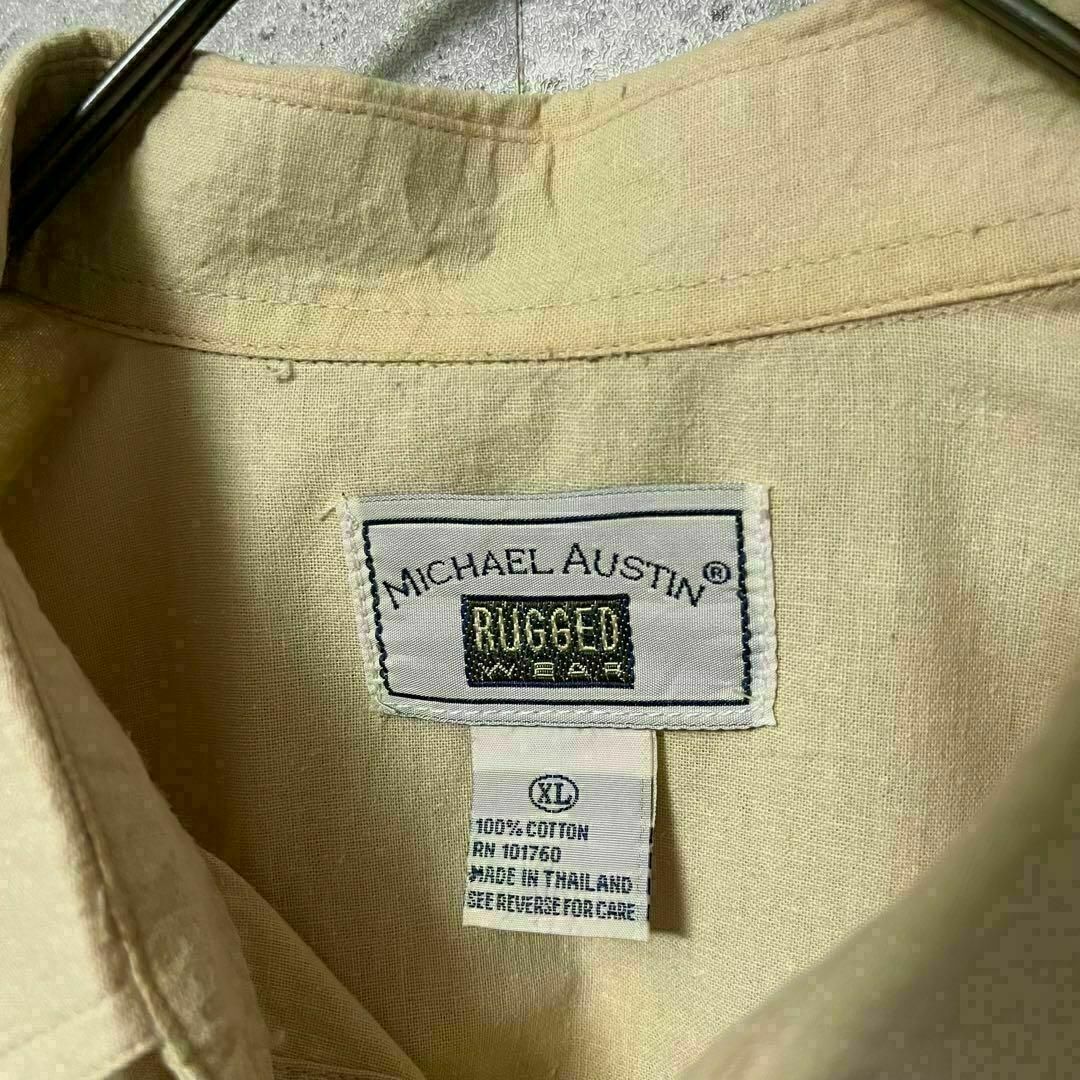 MICHAEL AUSTIN®
RUGGED
WEAR
XL
100% COTTON
RN 101760
MADE IN THAILAND
SEE REVERSE FOR CARE